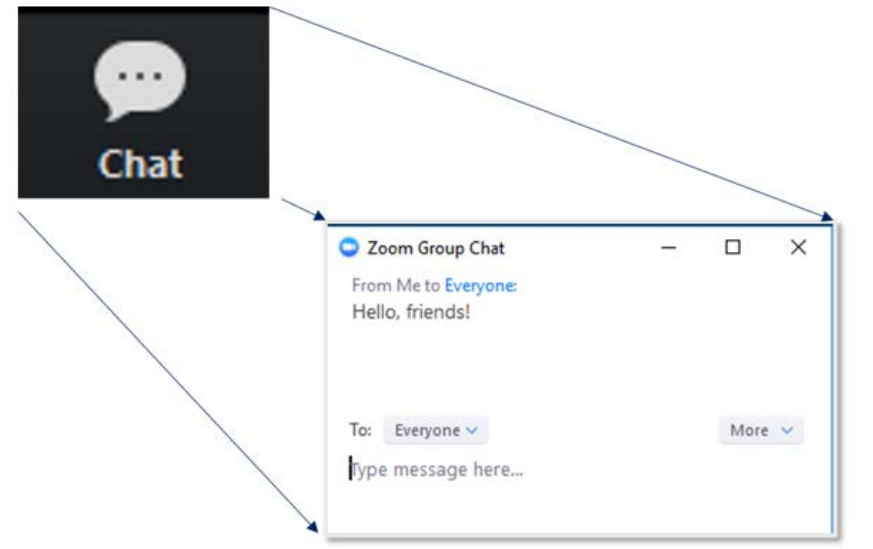 Chat
Zoom Group Chat
From Me to Everyone:
Hello, friends!
To: Everyone More
Type message here...